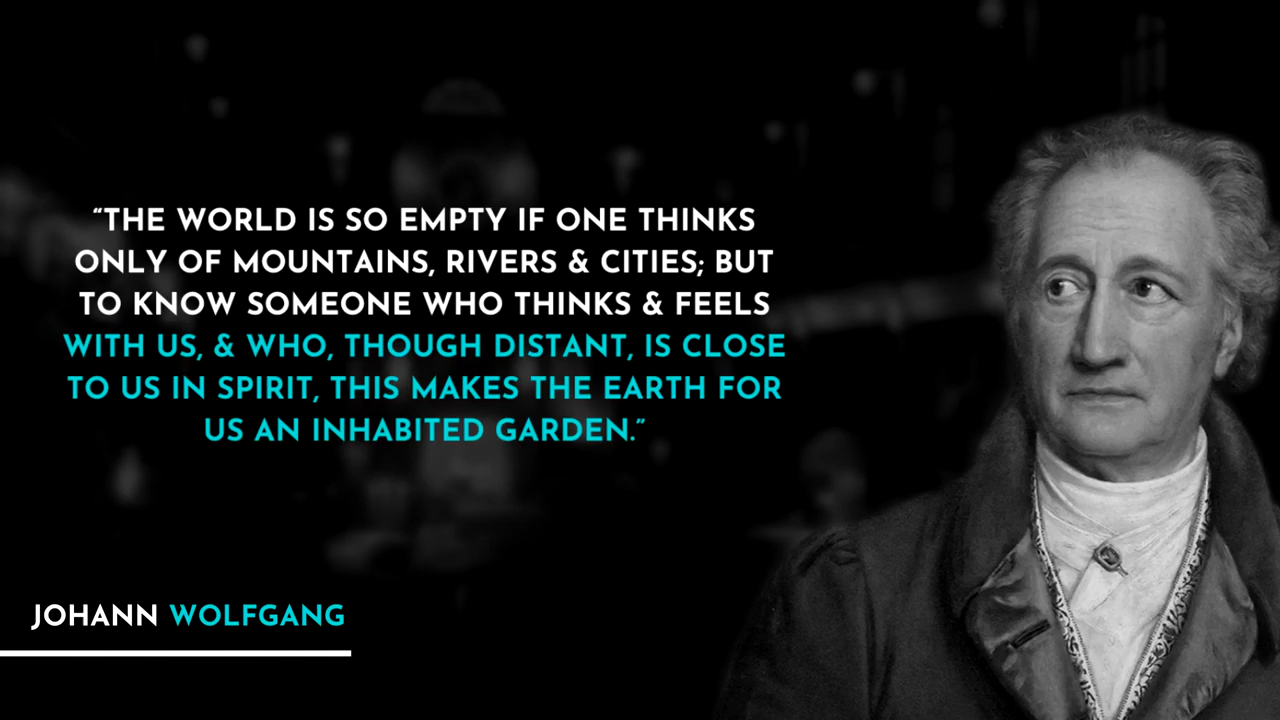 “THE WORLD IS SO EMPTY IF ONE THINKS
ONLY OF MOUNTAINS, RIVERS & CITIES; BUT
TO KNOW SOMEONE WHO THINKS & FEELS
WITH US, & WHO, THOUGH DISTANT, IS CLOSE
TO US IN SPIRIT, THIS MAKES THE EARTH FOR
US AN INHABITED GARDEN.”
JOHANN WOLFGANG